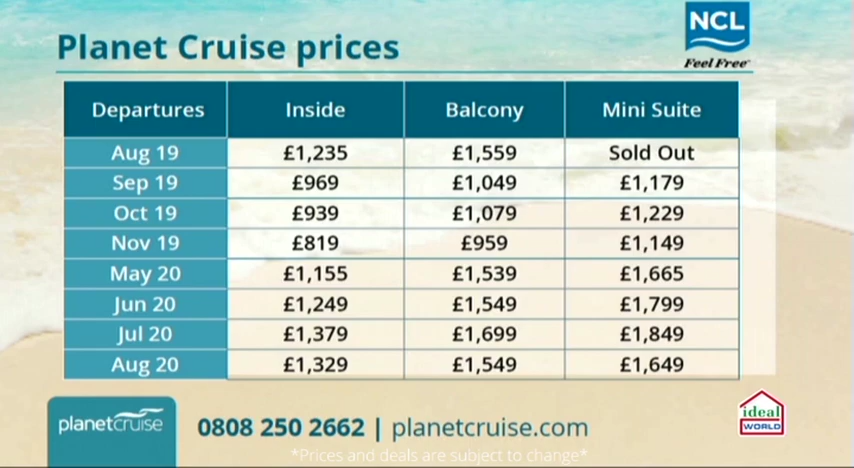 NCL
Feel Free
Planet Cruise prices
Departures Inside Balcony Mini Suite
Aug 19 £1,235 £1,559 Sold Out
Sep 19 £969 £1,049 £1,179
Oct 19 £939 £1,079 £1,229
Nov 19 £819 £959 £1,149
May 20 £1,155 £1,539 £1,665
Jun 20 £1,249 £1,549 £1,799
Jul 20 £1,379 £1,699 £1,849
Aug 20 £1,329 £1,549 £1,649
planetcruise
0808 250 2662 | planetcruise.com
ideal
WORLD
*Prices and deals are subject to change*